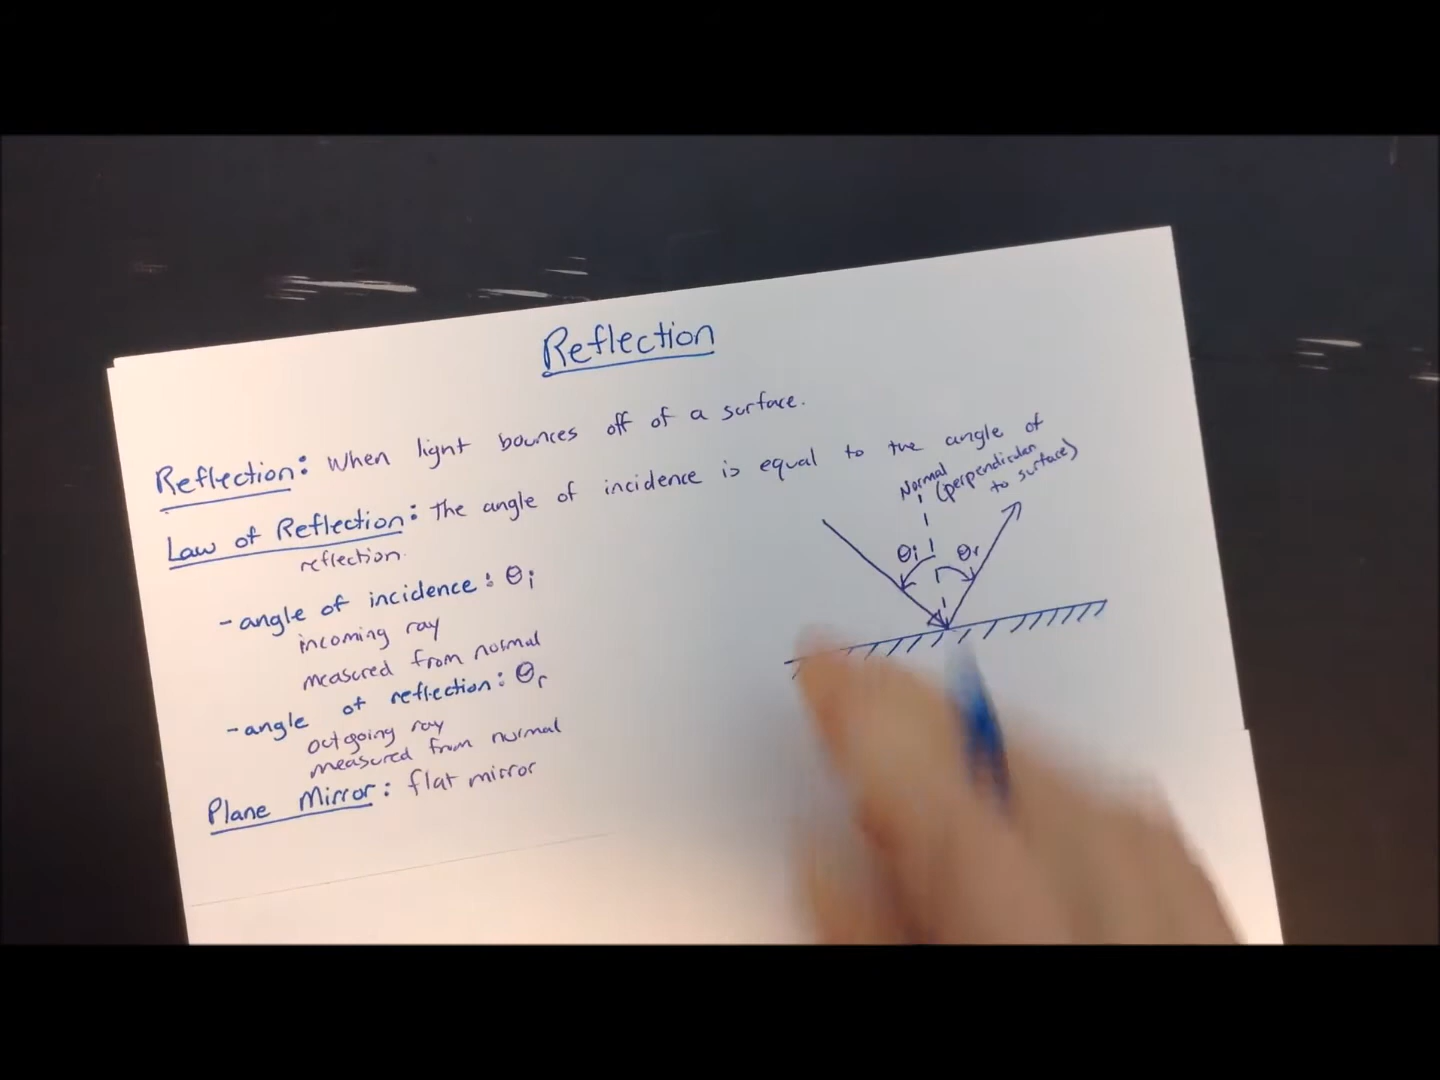 Reflection
Reflection: When light bounces off of a surface.
Law of Reflection: The angle of incidence is equal to the angle of
reflection.
Normal
(perpendicular
to surface)
- angle of incidence: θi
incoming ray
measured from normal
- angle of reflection: θr
outgoing ray
measured from normal
Plane Mirror: flat mirror
θi θr